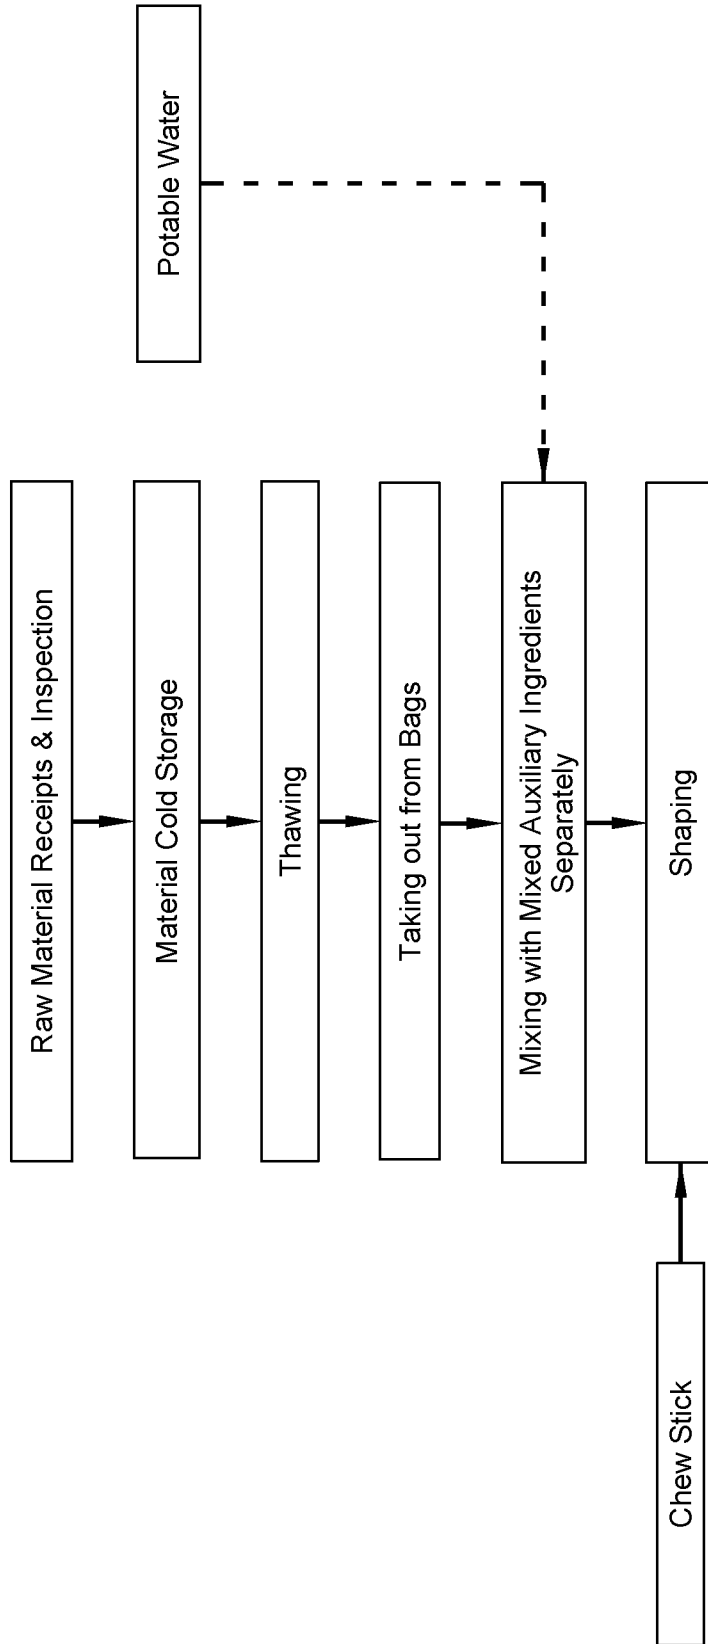 Potable Water
Raw Material Receipts & Inspection
Material Cold Storage
Thawing
Taking out from Bags
Mixing with Mixed Auxiliary Ingredients
Separately
Shaping
Chew Stick